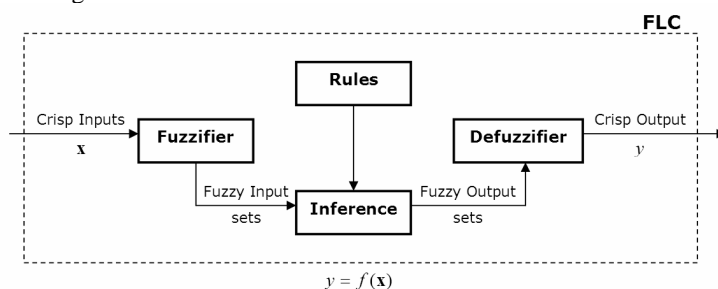 FLC
Rules
Crisp Inputs
x
Fuzzifier
Defuzzifier
Crisp Output
y
Fuzzy Input
sets
Inference
Fuzzy Output
sets
y = f(x)